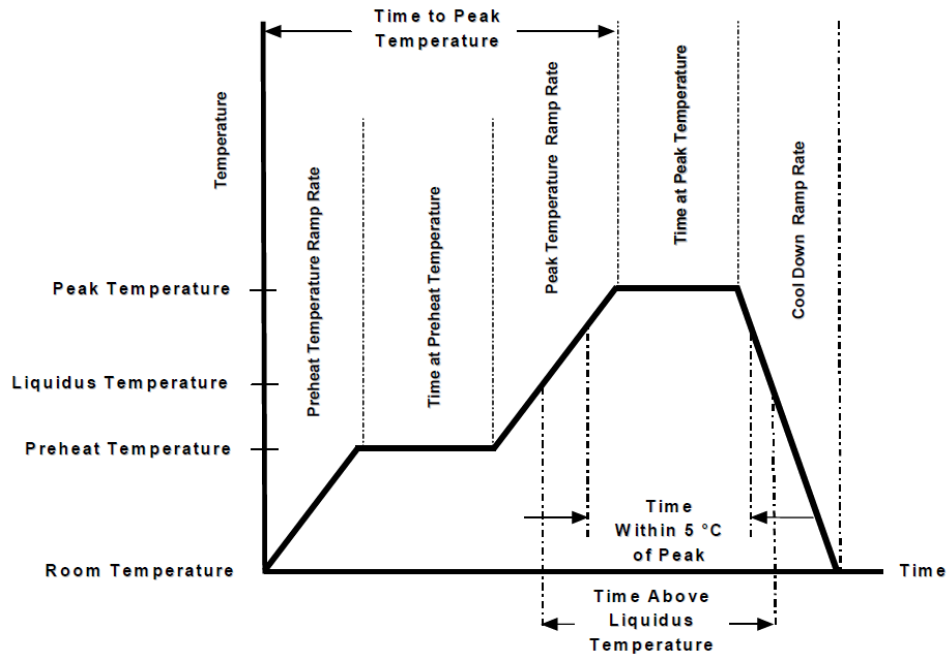 Time to Peak
Temperature
Temperature
Preheat Temperature Ramp Rate
Time at Preheat Temperature
Peak Temperature Ramp Rate
Time at Peak Temperature
Cool Down Ramp Rate
Peak Temperature
Liquidus Temperature
Preheat Temperature
Room Temperature
Time
Within 5 °C
of Peak
Time
Time Above
Liquidus
Temperature